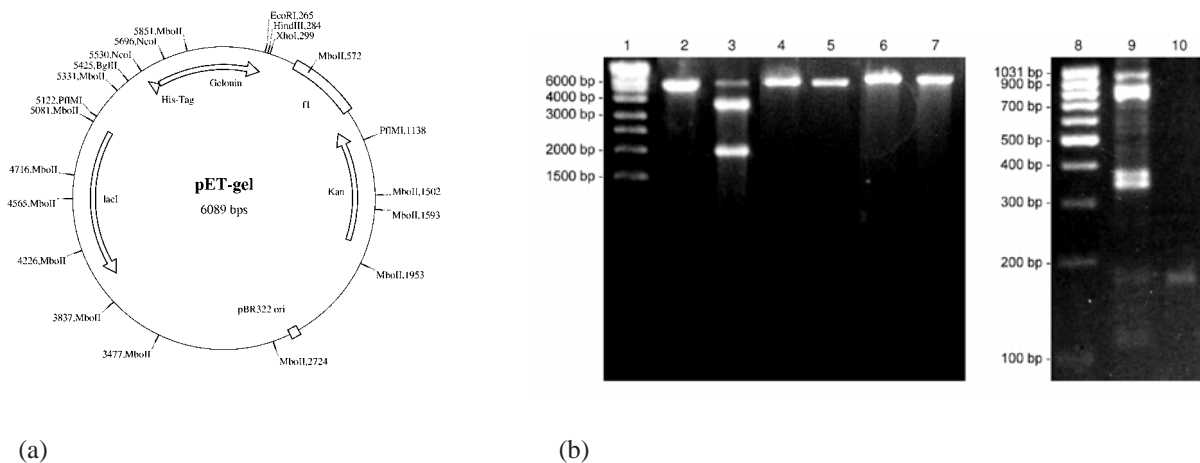 EcoRI,265
HindIII,284
XhoI,299
MboII,572
f1
PflMI,1138
Kan
MboII,1502
MboII,1593
MboII,1953
pBR322 ori
MboII,2724
3477,MboII
3837,MboII
4226,MboII
4565,MboII
4716,MboII
lacI
5081,MboII
5122,PflMI
5331,MboII
5425,BglII
5530,NcoI
5696,NcoI
5851,MboII
His-Tag
Gelonin
pET-gel
6089 bps
(a)
1 2 3 4 5 6 7
6000 bp
4000 bp
3000 bp
2000 bp
1500 bp
8 9 10
1031 bp
900 bp
700 bp
500 bp
400 bp
300 bp
200 bp
100 bp
(b)